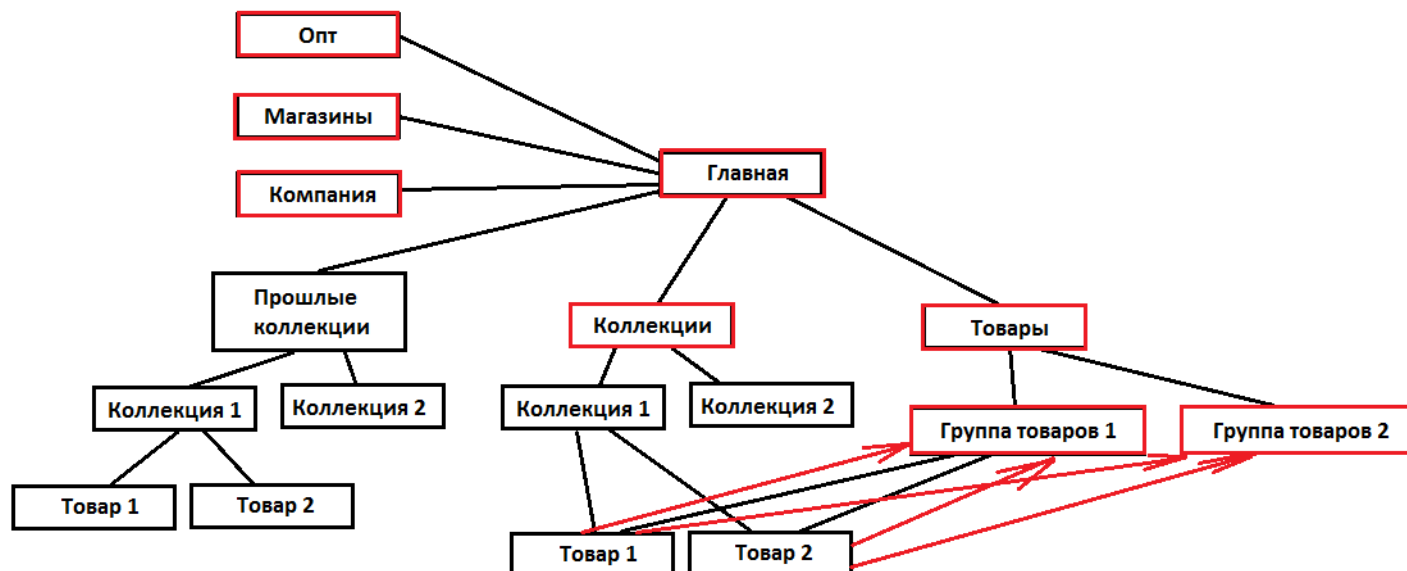 Опт
Магазины
Главная
Компания
Прошлые
коллекции
Коллекции
Товары
Коллекция 1
Коллекция 2
Коллекция 1
Коллекция 2
Группа товаров 1
Группа товаров 2
Товар 1
Товар 2
Товар 1
Товар 2